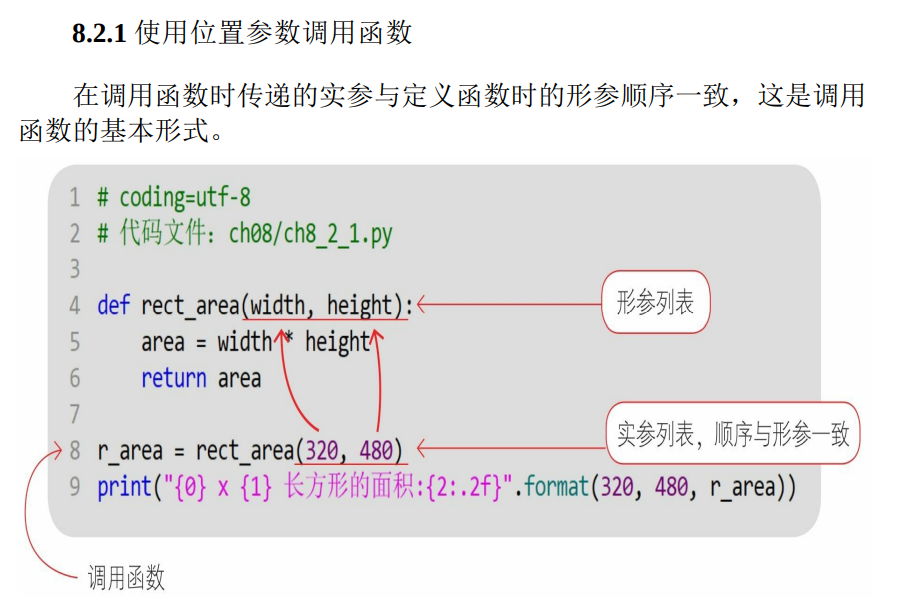 8.2.1 使用位置参数调用函数
在调用函数时传递的实参与定义函数时的形参顺序一致，这是调用
函数的基本形式。
1 # coding=utf-8
2 # 代码文件：ch08/ch8_2_1.py
3
4 def rect_area(width, height):
形参列表
5     area = width * height
6     return area
7
8 r_area = rect_area(320, 480)
实参列表，顺序与形参一致
9 print("{0} x {1} 长方形的面积:{2:.2f}".format(320, 480, r_area))
调用函数